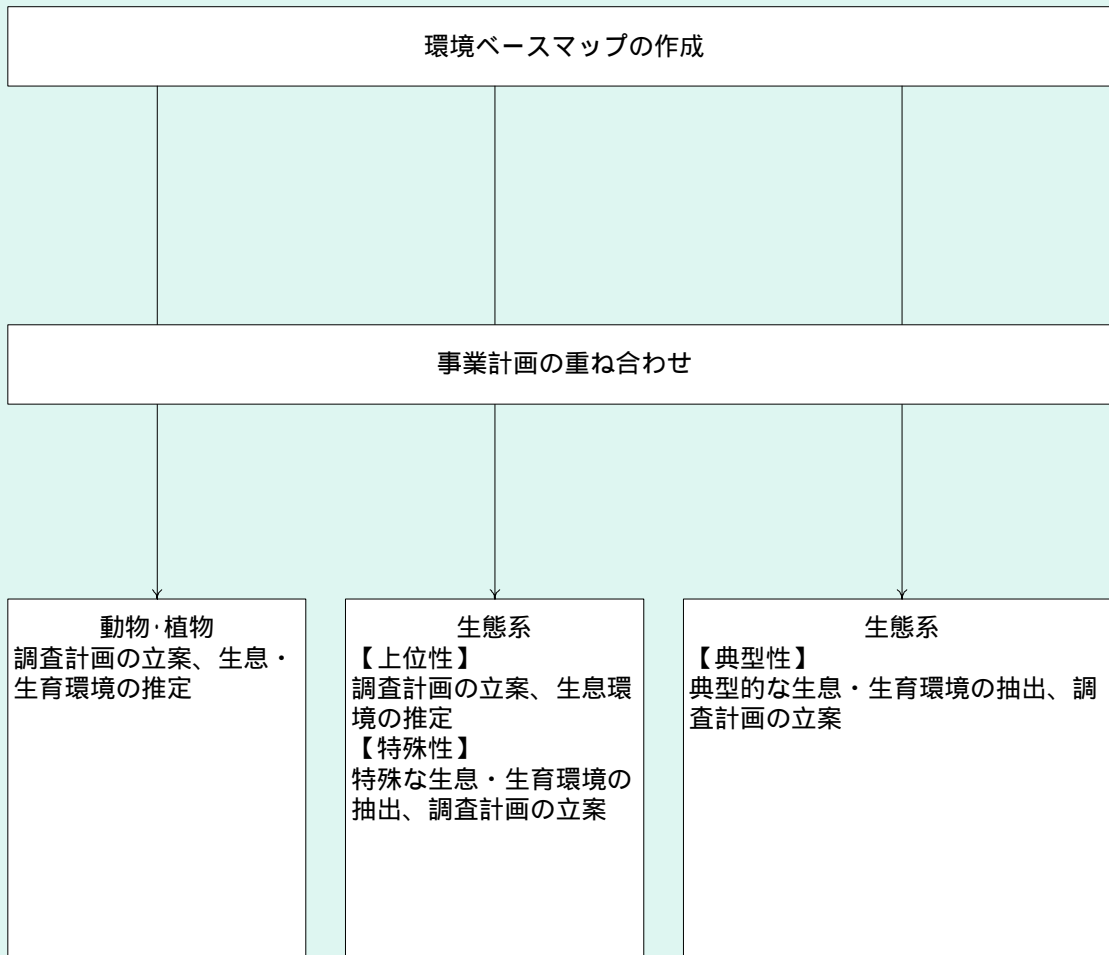 環境ベースマップの作成
事業計画の重ね合わせ
動物･植物
調査計画の立案、生息・
生育環境の推定
生態系
【上位性】
調査計画の立案、生息環
境の推定
【特殊性】
特殊な生息・生育環境の
抽出、調査計画の立案
生態系
【典型性】
典型的な生息・生育環境の抽出、調
査計画の立案